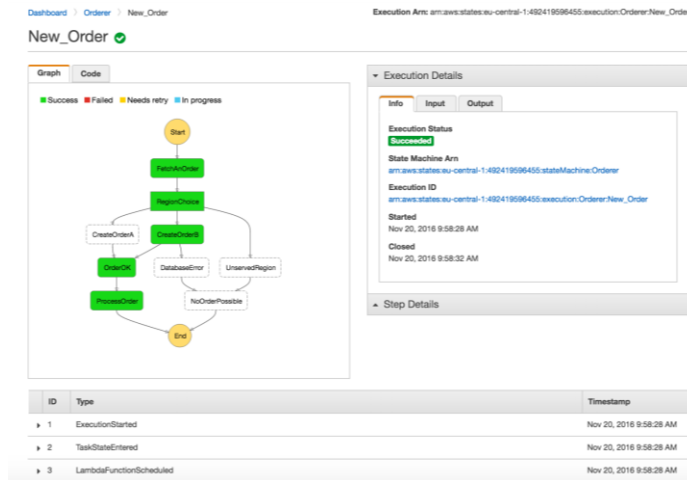 Dashboard > Orderer > New_Order
Execution Arn: arn:aws:states:eu-central-1:492419596455:execution:Orderer:New_Orde
New_Order
Graph Code
Success Failed Needs retry In progress
Start
FetchAnOrder
RegionChoice
CreateOrderA CreateOrderB
OrderOK DatabaseError UnservedRegion
ProcessOrder NoOrderPossible
End
Execution Details
Info Input Output
Execution Status
Succeeded
State Machine Arn
arn:aws:states:eu-central-1:492419596455:stateMachine:Orderer
Execution ID
arn:aws:states:eu-central-1:492419596455:execution:Orderer:New_Order
Started
Nov 20, 2016 9:58:28 AM
Closed
Nov 20, 2016 9:58:32 AM
Step Details
ID Type Timestamp
1 ExecutionStarted Nov 20, 2016 9:58:28 AM
2 TaskStateEntered Nov 20, 2016 9:58:28 AM
3 LambdaFunctionScheduled Nov 20, 2016 9:58:28 AM